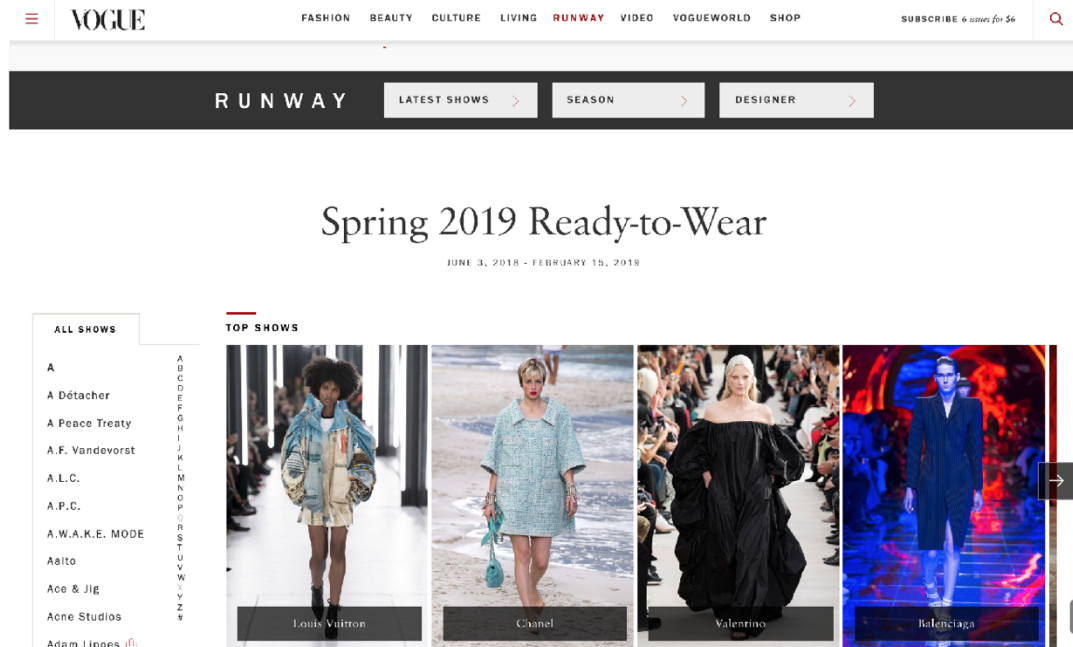 VOGUE
FASHION BEAUTY CULTURE LIVING RUNWAY VIDEO VOGUEWORLD SHOP
SUBSCRIBE 6 issues for $6
RUNWAY
LATEST SHOWS
SEASON
DESIGNER
Spring 2019 Ready-to-Wear
JUNE 3, 2018 - FEBRUARY 15, 2019
ALL SHOWS
A
A Détacher
A Peace Treaty
A.F. Vandevorst
A.L.C.
A.P.C.
A.W.A.K.E. MODE
Aalto
Ace & Jig
Acne Studios
Adam Lippes
A
B
C
D
E
F
G
H
I
J
K
L
M
N
O
P
Q
R
S
T
U
V
W
X
Y
Z
#
TOP SHOWS
Louis Vuitton
Chanel
Valentino
Balenciaga